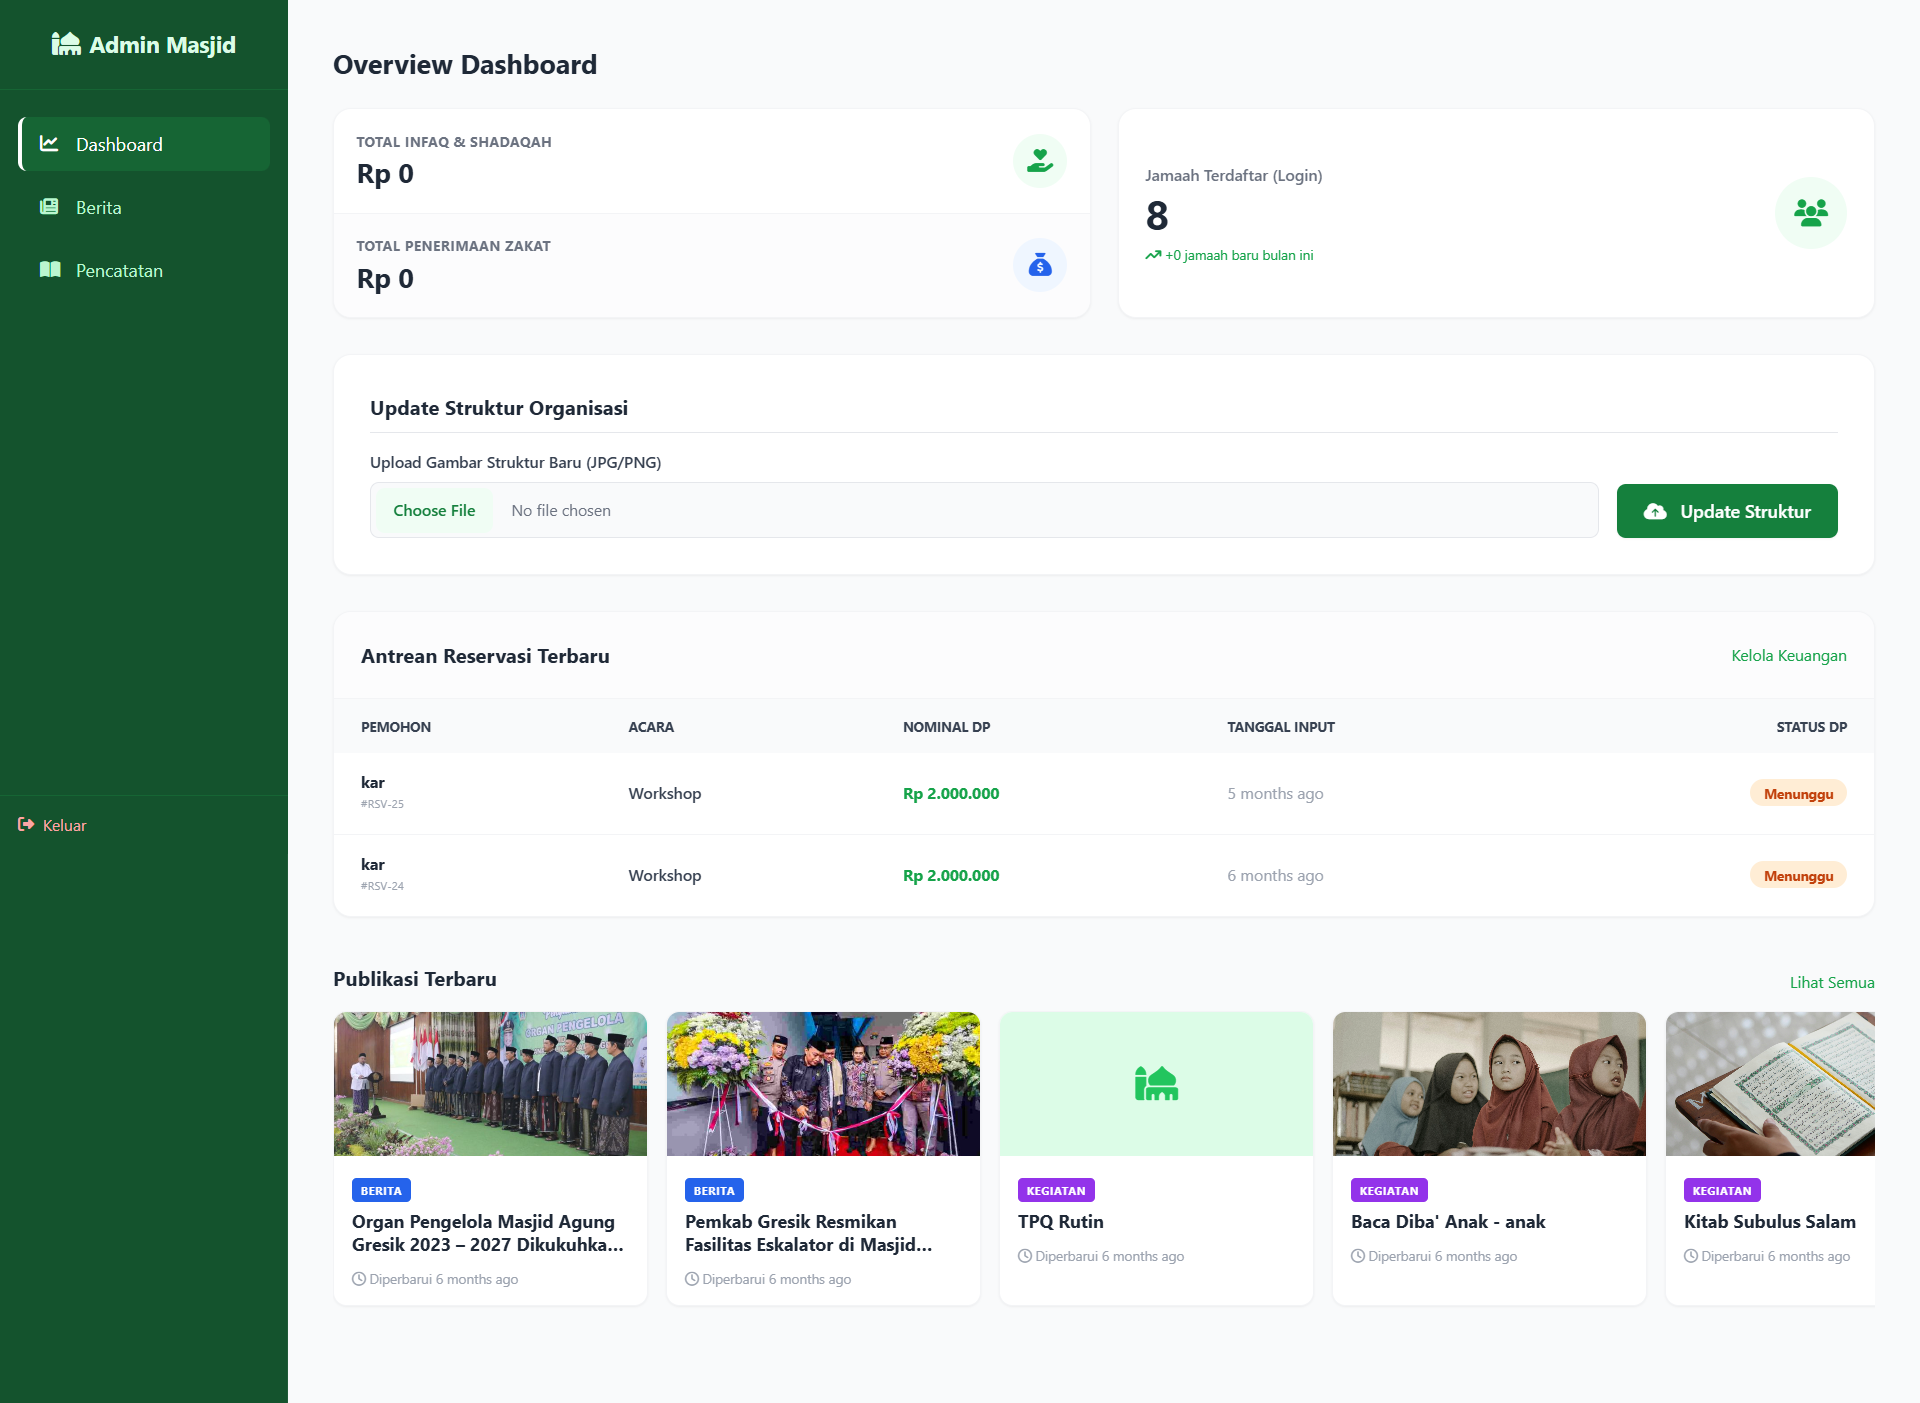 Admin Masjid
Dashboard
Berita
Pencatatan
Keluar
Overview Dashboard
TOTAL INFAQ & SHADAQAH
Rp 0
TOTAL PENERIMAAN ZAKAT
Rp 0
Jamaah Terdaftar (Login)
8
+0 jamaah baru bulan ini
Update Struktur Organisasi
Upload Gambar Struktur Baru (JPG/PNG)
Choose File No file chosen
Update Struktur
Antrean Reservasi Terbaru
Kelola Keuangan
PEMOHON ACARA NOMINAL DP TANGGAL INPUT STATUS DP
kar
#RSV-25
Workshop Rp 2.000.000 5 months ago Menunggu
kar
#RSV-24
Workshop Rp 2.000.000 6 months ago Menunggu
Publikasi Terbaru
Lihat Semua
ORGAN PENGELOLA
BERITA
Organ Pengelola Masjid Agung
Gresik 2023 – 2027 Dikukuhka...
Diperbarui 6 months ago
BERITA
Pemkab Gresik Resmikan
Fasilitas Eskalator di Masjid...
Diperbarui 6 months ago
KEGIATAN
TPQ Rutin
Diperbarui 6 months ago
KEGIATAN
Baca Diba' Anak - anak
Diperbarui 6 months ago
KEGIATAN
Kitab Subulus Salam
Diperbarui 6 months ago